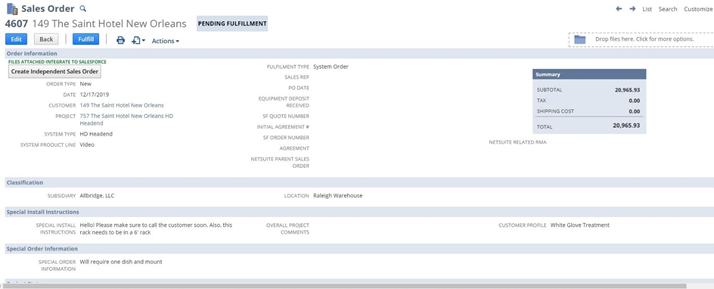 Sales Order
List Search Customize
4607 149 The Saint Hotel New Orleans PENDING FULFILLMENT
Edit Back Fulfill Actions
Drop files here. Click for more options.
Order Information
FILES ATTACHED INTEGRATE TO SALESFORCE
Create Independent Sales Order
ORDER TYPE New
DATE 12/17/2019
CUSTOMER 149 The Saint Hotel New Orleans
PROJECT 757 The Saint Hotel New Orleans HD
Headend
SYSTEM TYPE HD Headend
SYSTEM PRODUCT LINE Video
FULFILMENT TYPE System Order
SALES REP
PO DATE
EQUIPMENT DEPOSIT
RECEIVED
SF QUOTE NUMBER
INITIAL AGREEMENT #
SF ORDER NUMBER
AGREEMENT
NETSUITE PARENT SALES
ORDER
Summary
SUBTOTAL 20,965.93
TAX 0.00
SHIPPING COST 0.00
TOTAL 20,965.93
NETSUITE RELATED RMA
Classification
SUBSIDIARY Allbridge, LLC
LOCATION Raleigh Warehouse
Special Install Instructions
SPECIAL INSTALL
INSTRUCTIONS
Hello! Please make sure to call the customer soon. Also, this
rack needs to be in a 6' rack
OVERALL PROJECT
COMMENTS
CUSTOMER PROFILE White Glove Treatment
Special Order Information
SPECIAL ORDER
INFORMATION
Will require one dish and mount